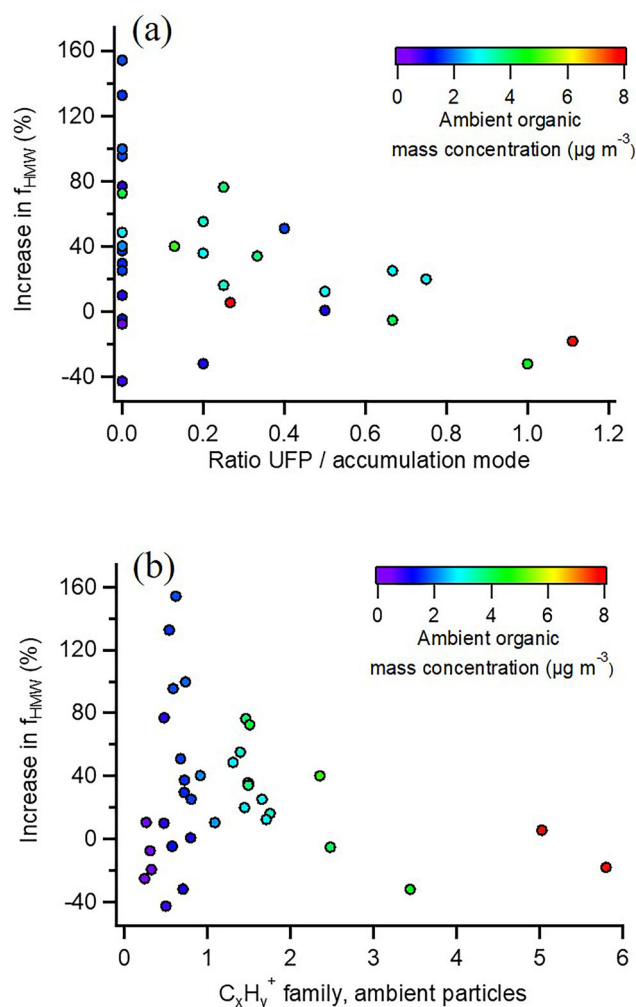 (a)
160
120
80
40
0
-40
Increase in fHMW (%)
0 2 4 6 8
Ambient organic
mass concentration (µg m-3)
0.0 0.2 0.4 0.6 0.8 1.0 1.2
Ratio UFP / accumulation mode
(b)
160
120
80
40
0
-40
Increase in fHMW (%)
0 2 4 6 8
Ambient organic
mass concentration (µg m-3)
0 1 2 3 4 5 6
CxHy+ family, ambient particles